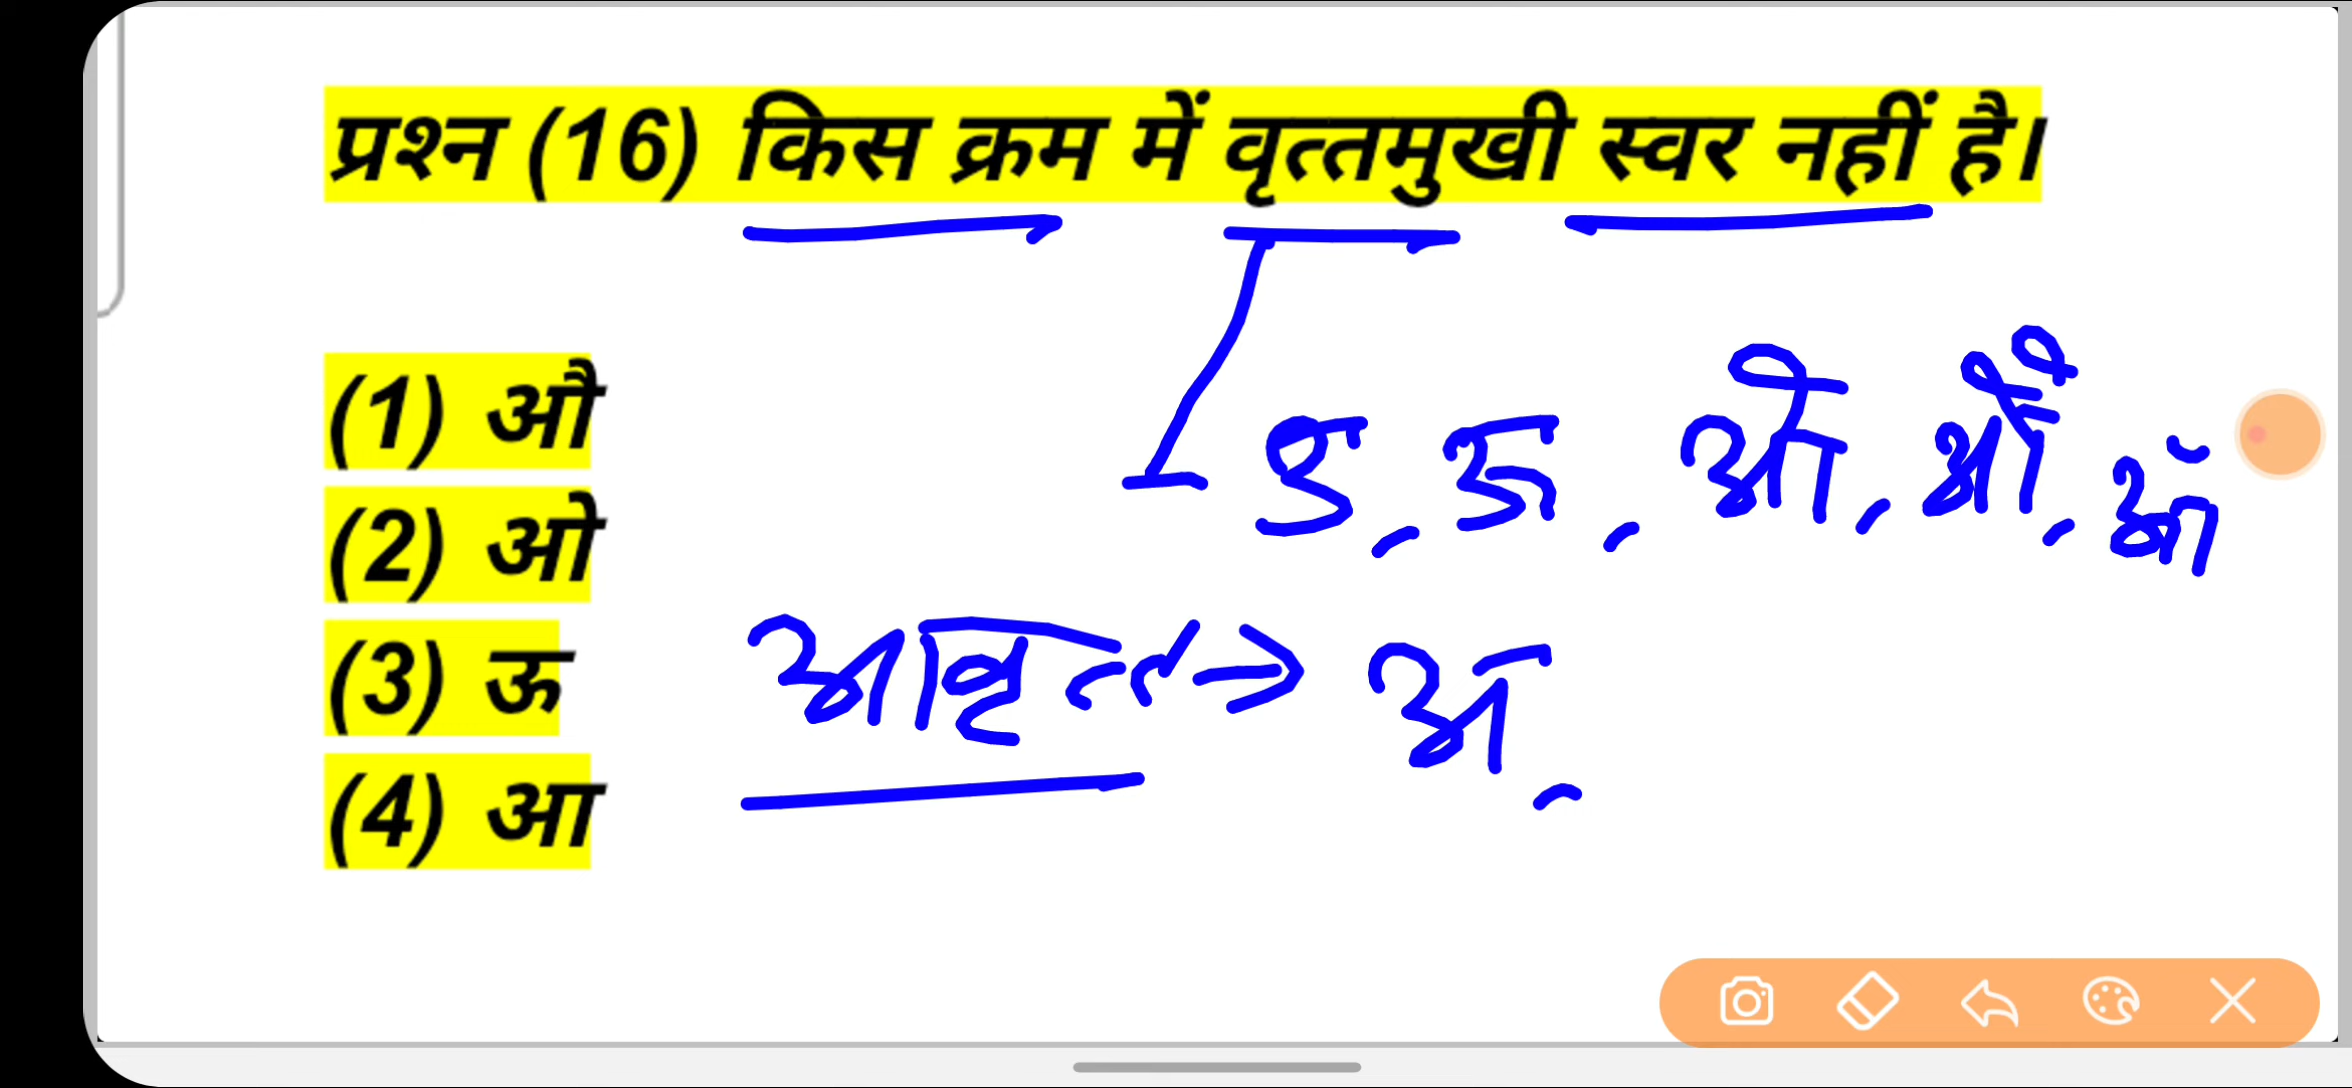 प्रश्न (16) किस क्रम में वृत्तमुखी स्वर नहीं है।
(1) औ
उ, ऊ, ओ, औ, ऑ
(2) ओ
(3) ऊ
आवृत्त → अ,
(4) आ